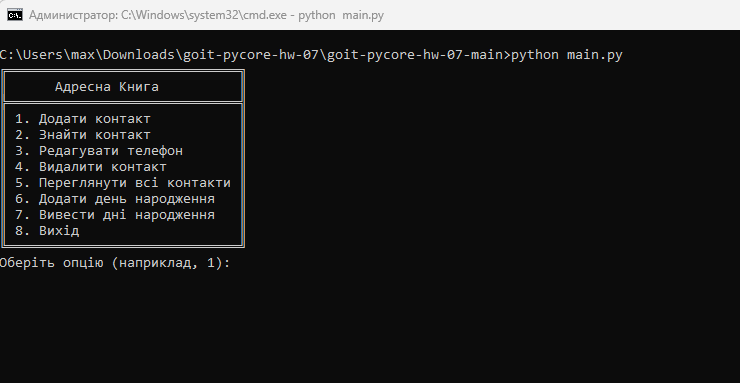 Администратор: C:\Windows\system32\cmd.exe - python  main.py
C:\Users\max\Downloads\goit-pycore-hw-07\goit-pycore-hw-07-main>python main.py
Адресна Книга
1. Додати контакт
2. Знайти контакт
3. Редагувати телефон
4. Видалити контакт
5. Переглянути всі контакти
6. Додати день народження
7. Вивести дні народження
8. Вихід
Оберіть опцію (наприклад, 1):